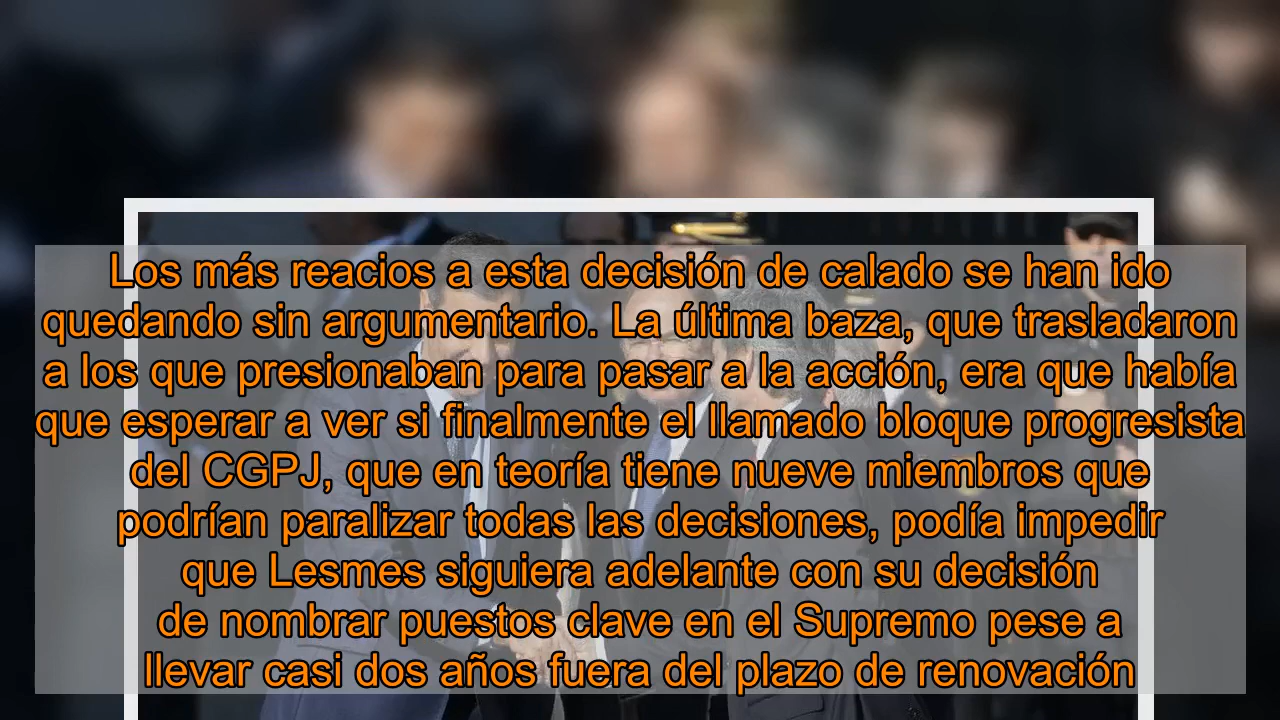 Los más reacios a esta decisión de calado se han ido
quedando sin argumentario. La última baza, que trasladaron
a los que presionaban para pasar a la acción, era que había
que esperar a ver si finalmente el llamado bloque progresista
del CGPJ, que en teoría tiene nueve miembros que
podrían paralizar todas las decisiones, podía impedir
que Lesmes siguiera adelante con su decisión
de nombrar puestos clave en el Supremo pese a
llevar casi dos años fuera del plazo de renovación